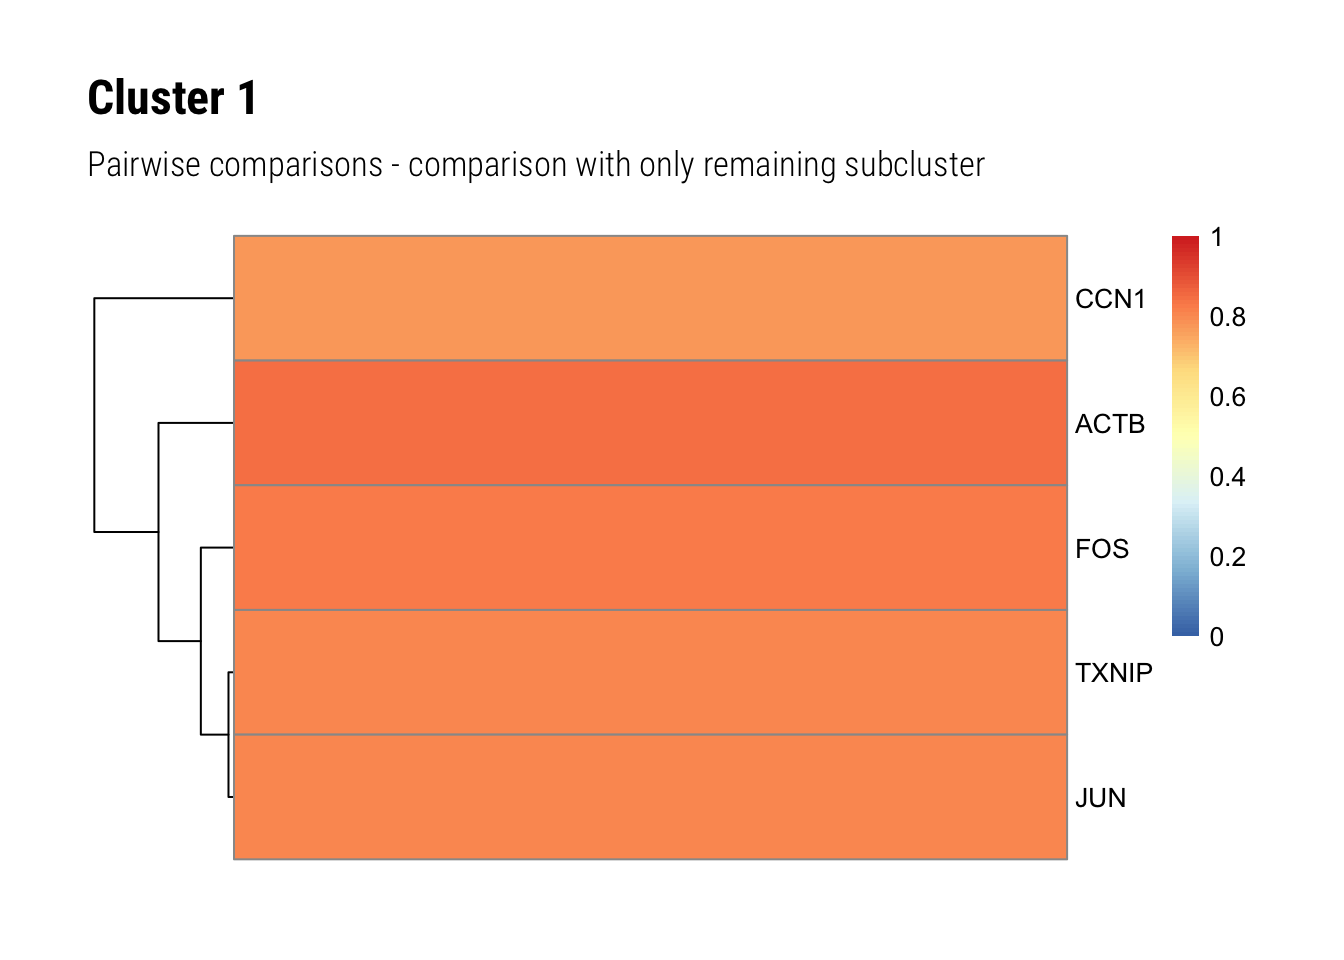 Cluster 1
Pairwise comparisons - comparison with only remaining subcluster
CCN1
ACTB
FOS
TXNIP
JUN
1
0.8
0.6
0.4
0.2
0